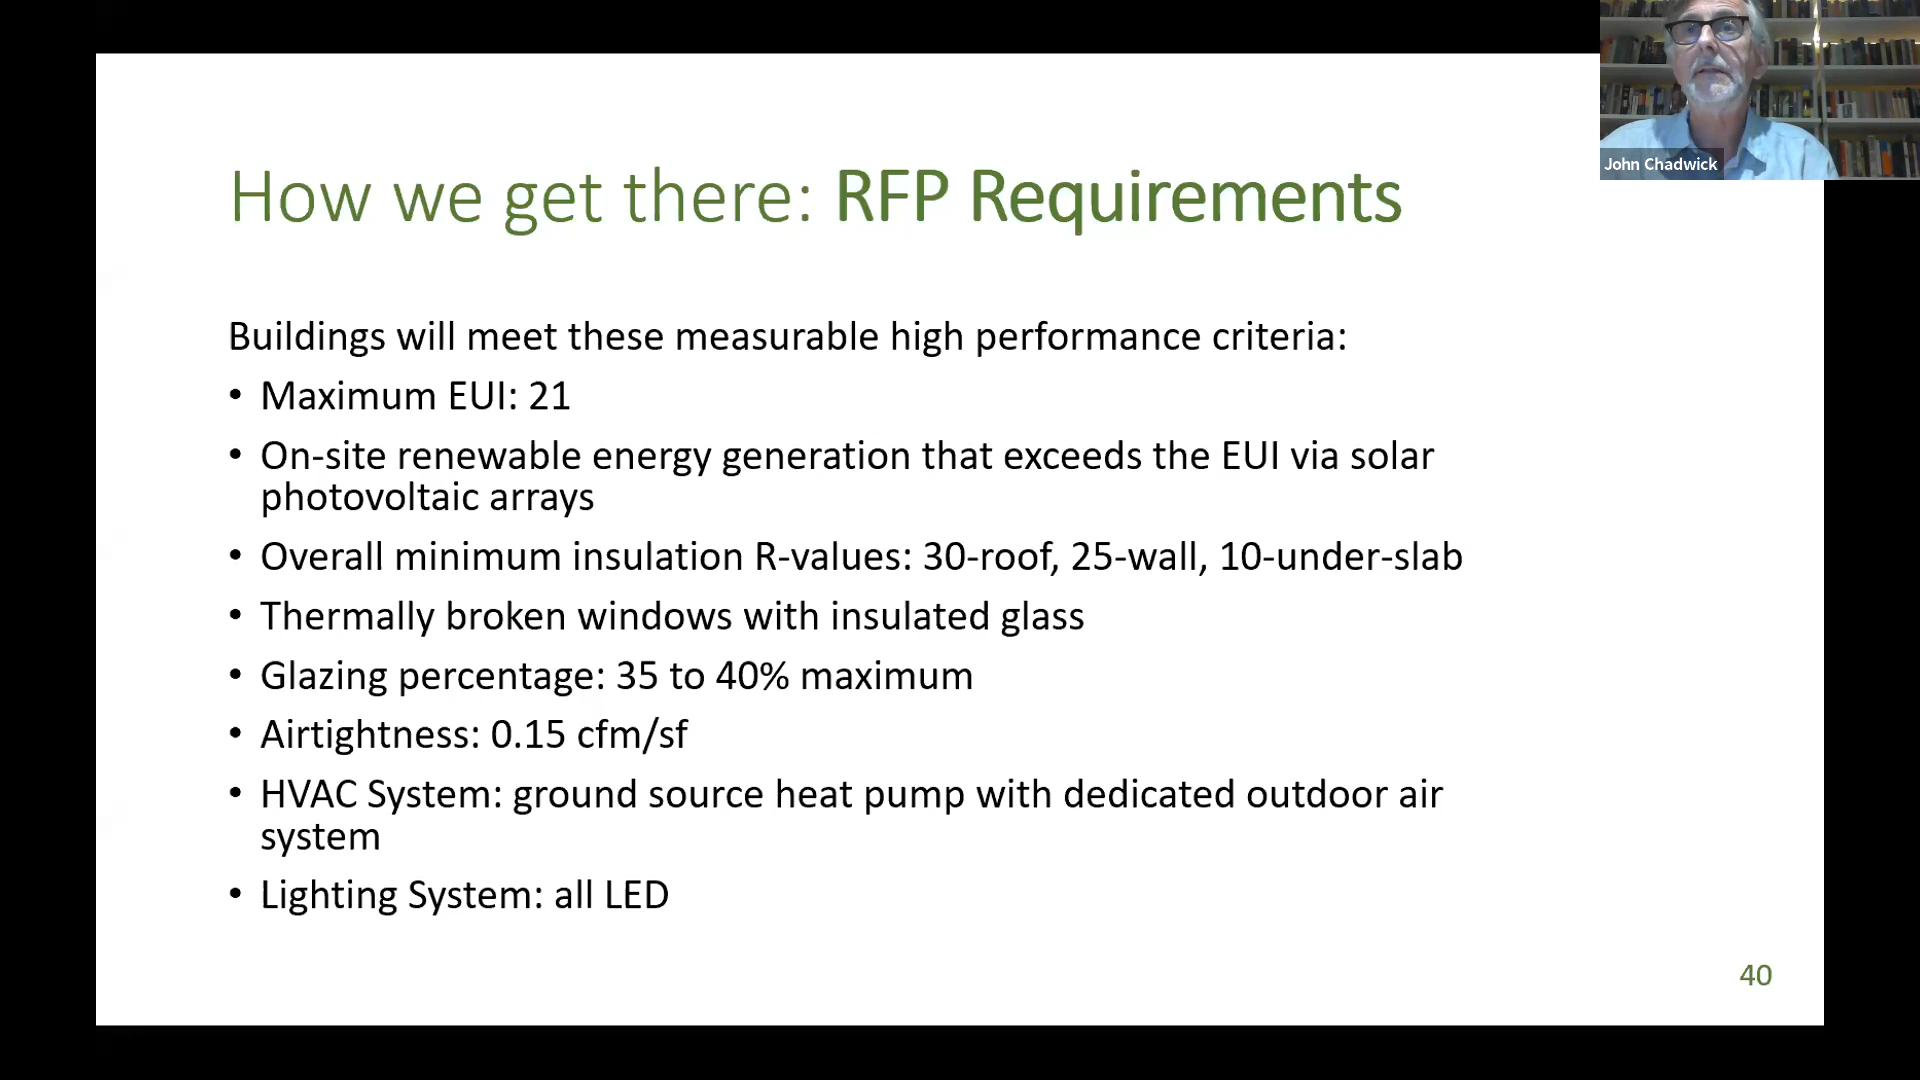 John Chadwick
How we get there: RFP Requirements
Buildings will meet these measurable high performance criteria:
• Maximum EUI: 21
• On-site renewable energy generation that exceeds the EUI via solar
photovoltaic arrays
• Overall minimum insulation R-values: 30-roof, 25-wall, 10-under-slab
• Thermally broken windows with insulated glass
• Glazing percentage: 35 to 40% maximum
• Airtightness: 0.15 cfm/sf
• HVAC System: ground source heat pump with dedicated outdoor air
system
• Lighting System: all LED
40